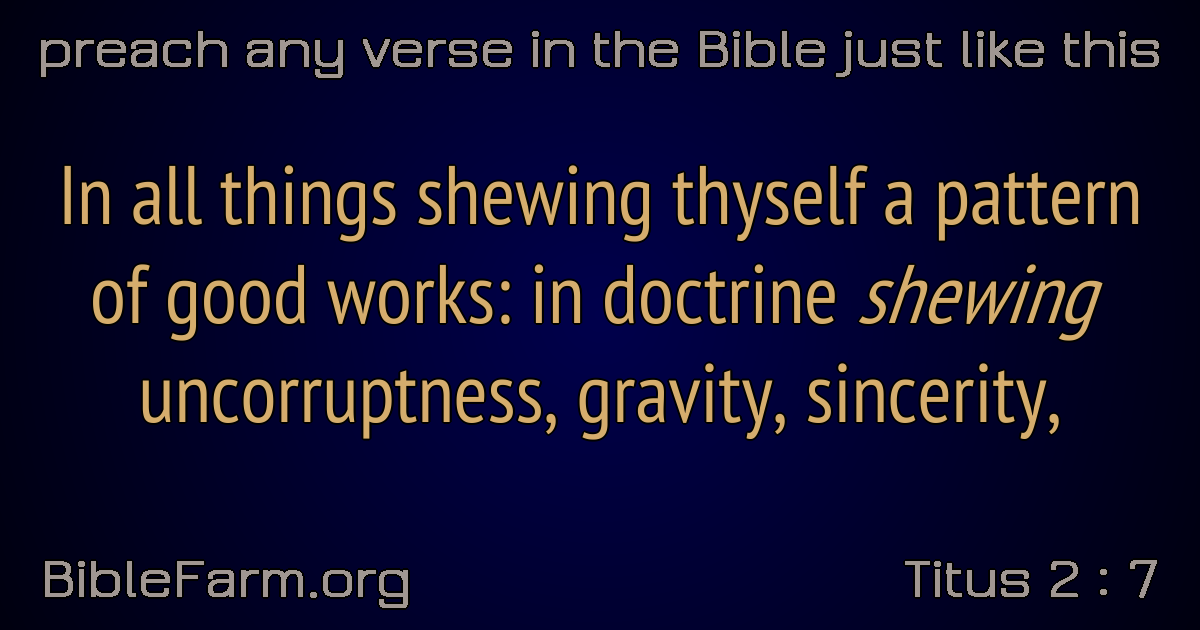 preach any verse in the Bible just like this
In all things shewing thyself a pattern
of good works: in doctrine shewing
uncorruptness, gravity, sincerity,
BibleFarm.org
Titus 2 : 7